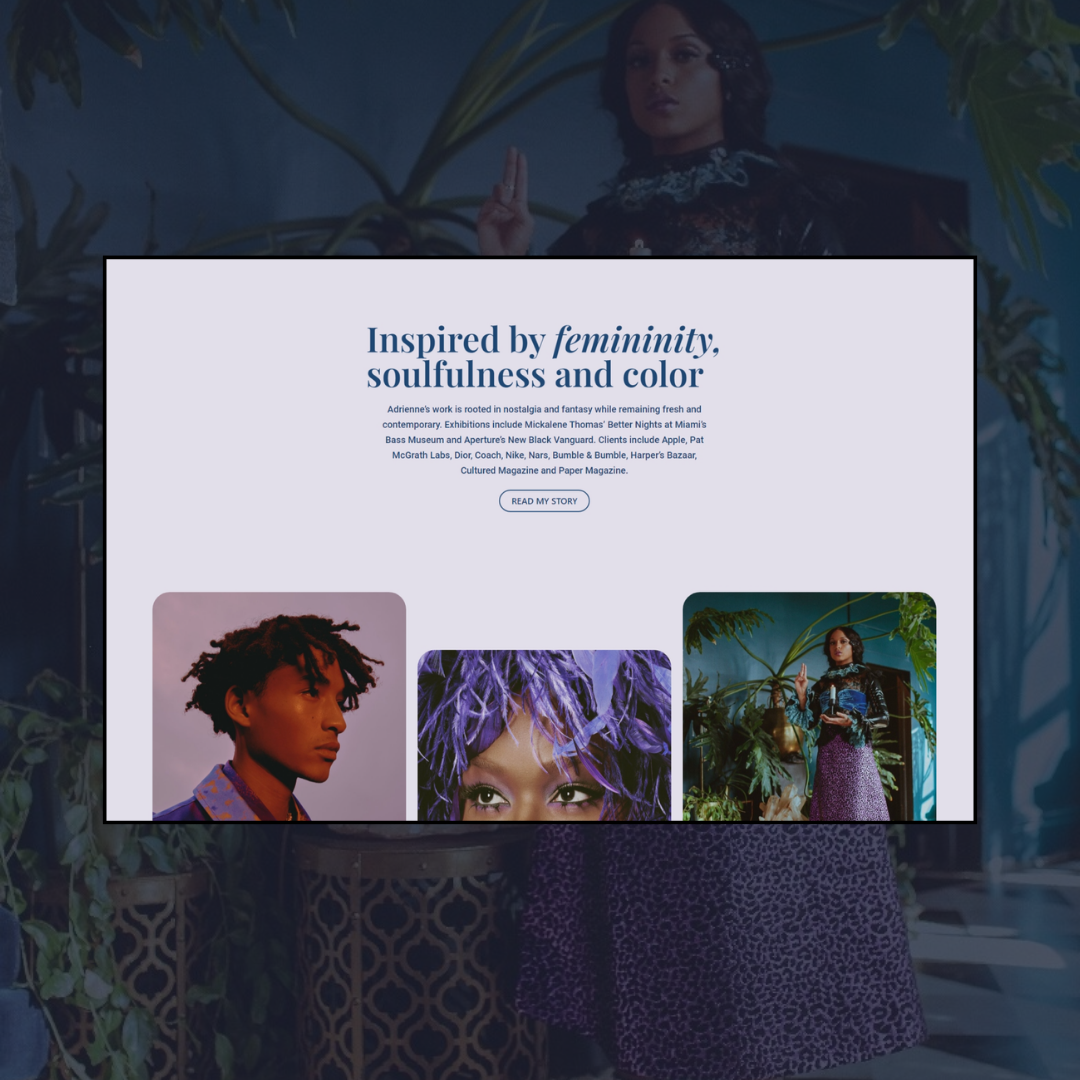 Inspired by femininity,
soulfulness and color
Adrienne's work is rooted in nostalgia and fantasy while remaining fresh and
contemporary. Exhibitions include Mickalene Thomas' Better Nights at Miami's
Bass Museum and Aperture's New Black Vanguard. Clients include Apple, Pat
McGrath Labs, Dior, Coach, Nike, Nars, Bumble & Bumble, Harper's Bazaar,
Cultured Magazine and Paper Magazine.
READ MY STORY